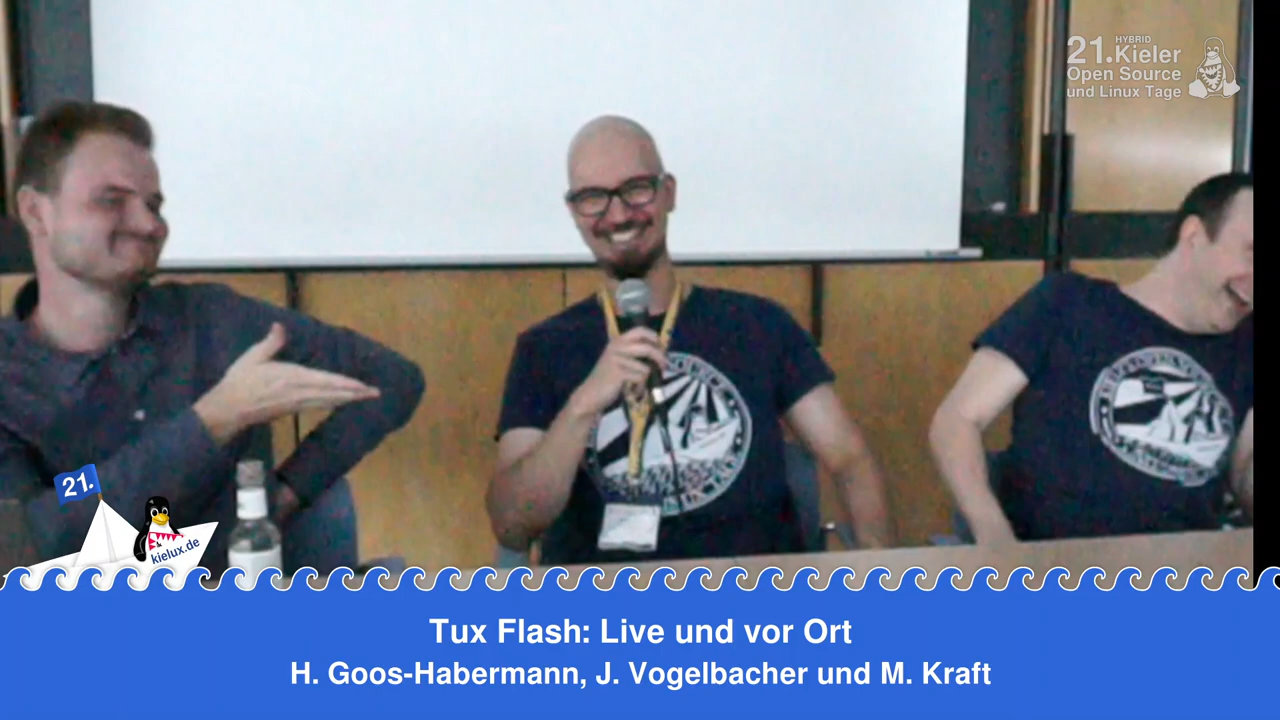 HYBRID
21.Kieler
Open Source
und Linux Tage
21.
kielux.de
Tux Flash: Live und vor Ort
H. Goos-Habermann, J. Vogelbacher und M. Kraft